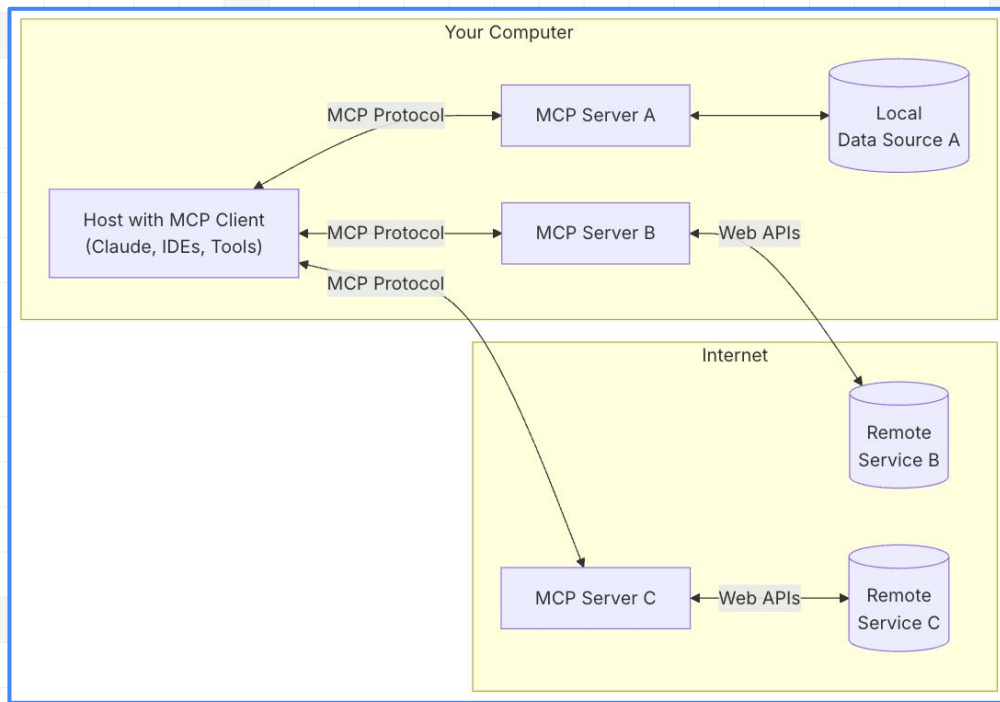 Your Computer
MCP Protocol
MCP Server A
Local
Data Source A
Host with MCP Client
(Claude, IDEs, Tools)
MCP Protocol
MCP Server B
Web APIs
MCP Protocol
Internet
Remote
Service B
MCP Server C
Web APIs
Remote
Service C